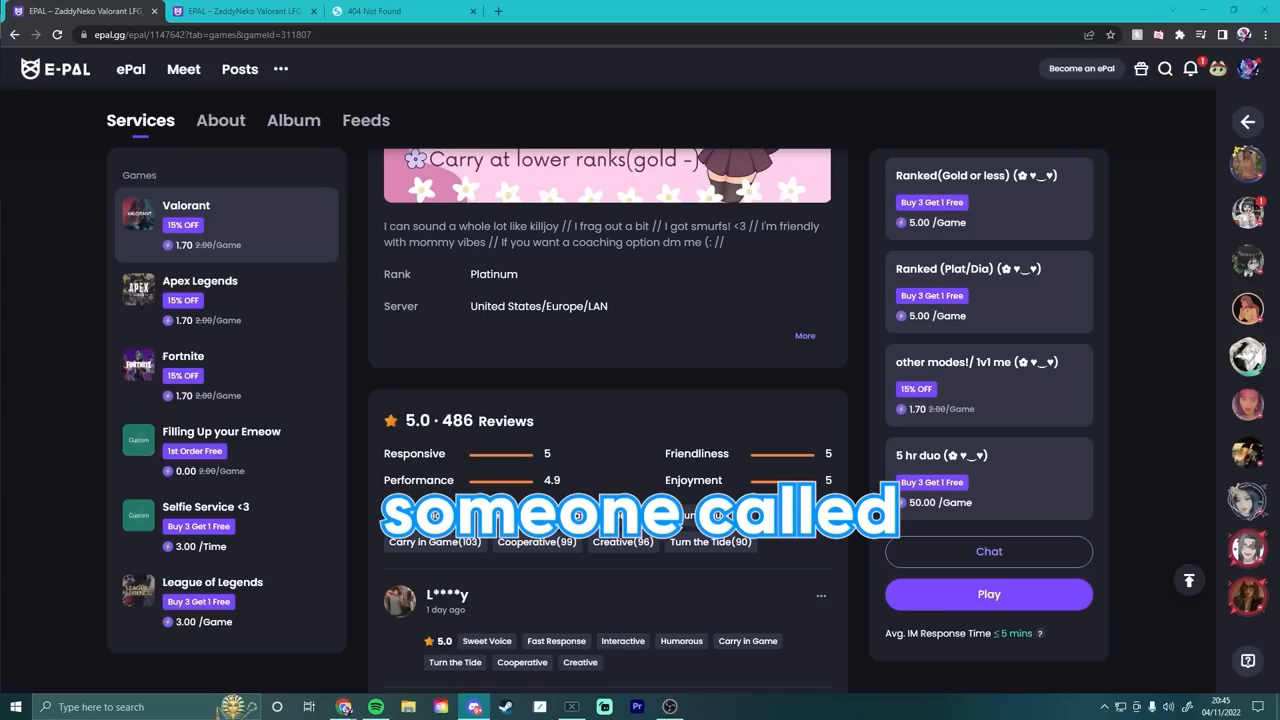 EPAL – ZaddyNeko Valorant LFG,
EPAL – ZaddyNeko Valorant LFG,
404 Not Found
epal.gg/epal/1147642?tab=games&gameId=311807
E-PAL
ePal
Meet
Posts
Become an ePal
1
Services
About
Album
Feeds
Games
Valorant
15% OFF
1.70 2.00/Game
Apex Legends
15% OFF
1.70 2.00/Game
Fortnite
15% OFF
1.70 2.00/Game
Custom
Filling Up your Emeow
1st Order Free
0.00 2.00/Game
Custom
Selfie Service <3
Buy 3 Get 1 Free
3.00 /Time
League of Legends
Buy 3 Get 1 Free
3.00 /Game
Carry at lower ranks(gold -)
I can sound a whole lot like killjoy // I frag out a bit // I got smurfs! <3 // I'm friendly
with mommy vibes // If you want a coaching option dm me (: //
Rank Platinum
Server United States/Europe/LAN
More
5.0 · 486 Reviews
Responsive 5
Friendliness 5
Performance 4.9
Enjoyment 5
someone called
Carry in Game(103) Cooperative(99) Creative(96) Turn the Tide(90)
L****y
1 day ago
5.0 Sweet Voice Fast Response Interactive Humorous Carry in Game
Turn the Tide Cooperative Creative
Ranked(Gold or less) (✿ ♥‿♥)
Buy 3 Get 1 Free
5.00 /Game
Ranked (Plat/Dia) (✿ ♥‿♥)
Buy 3 Get 1 Free
5.00 /Game
other modes!/ 1v1 me (✿ ♥‿♥)
15% OFF
1.70 2.00/Game
5 hr duo (✿ ♥‿♥)
Buy 3 Get 1 Free
50.00 /Game
Chat
Play
Avg. IM Response Time ≤ 5 mins ?
1
Type here to search
20:45
04/11/2022